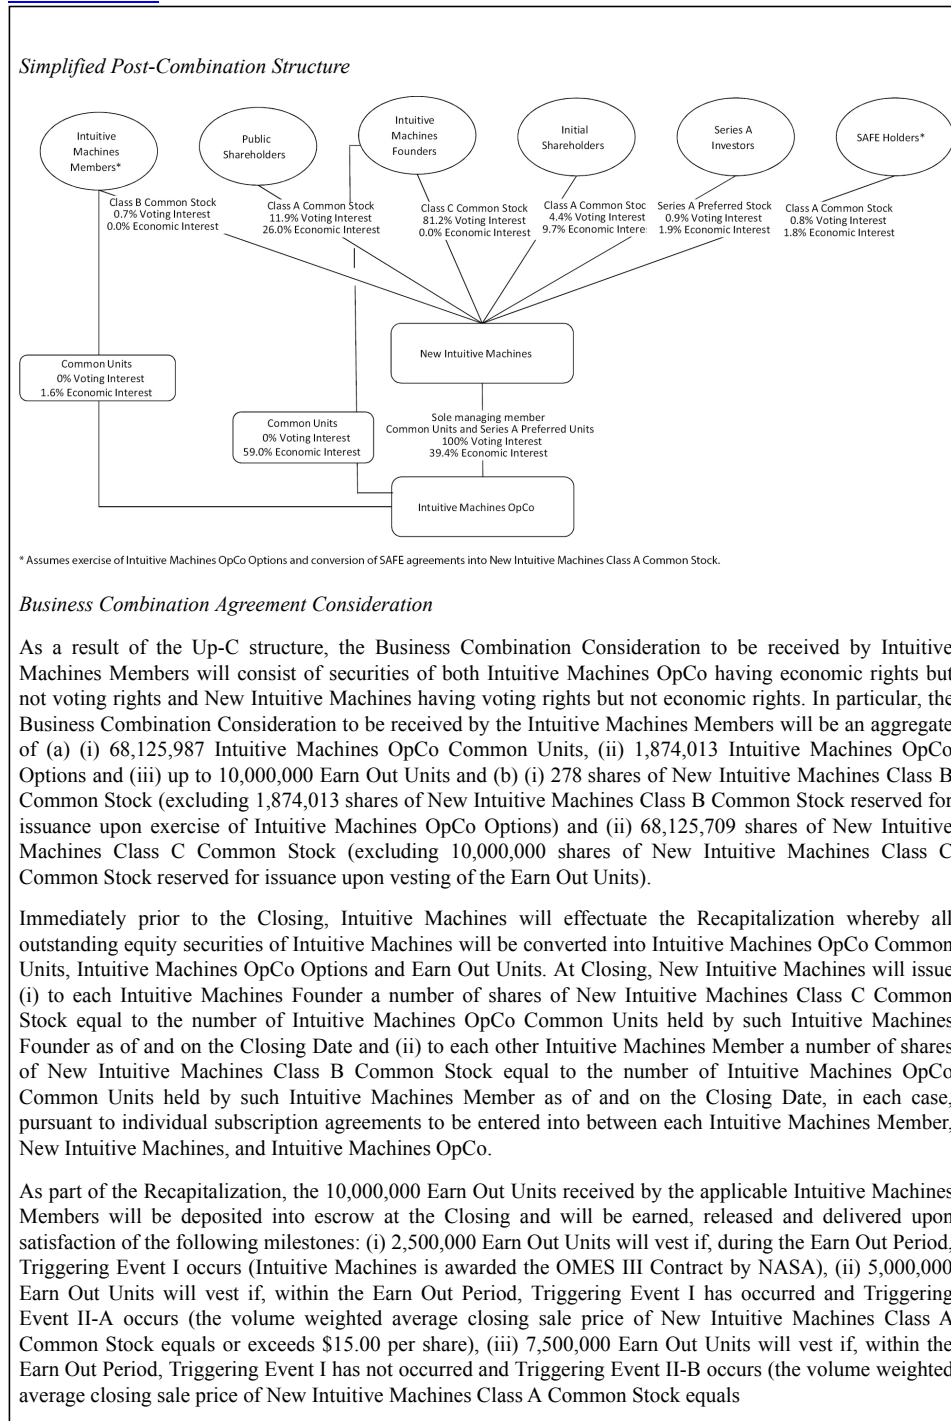 Simplified Post-Combination Structure
Intuitive
Machines
Members*
Public
Shareholders
Intuitive
Machines
Founders
Initial
Shareholders
Series A
Investors
SAFE Holders*
Class B Common Stock
0.7% Voting Interest
0.0% Economic Interest
Class A Common Stock
11.9% Voting Interest
26.0% Economic Interest
Class C Common Stock
81.2% Voting Interest
0.0% Economic Interest
Class A Common Stoc
4.4% Voting Interest
9.7% Economic Intere
Series A Preferred Stock
0.9% Voting Interest
1.9% Economic Interest
Class A Common Stock
0.8% Voting Interest
1.8% Economic Interest
New Intuitive Machines
Common Units
0% Voting Interest
1.6% Economic Interest
Common Units
0% Voting Interest
59.0% Economic Interest
Sole managing member
Common Units and Series A Preferred Units
100% Voting Interest
39.4% Economic Interest
Intuitive Machines OpCo
* Assumes exercise of Intuitive Machines OpCo Options and conversion of SAFE agreements into New Intuitive Machines Class A Common Stock.
Business Combination Agreement Consideration
As a result of the Up-C structure, the Business Combination Consideration to be received by Intuitive
Machines Members will consist of securities of both Intuitive Machines OpCo having economic rights but
not voting rights and New Intuitive Machines having voting rights but not economic rights. In particular, the
Business Combination Consideration to be received by the Intuitive Machines Members will be an aggregate
of (a) (i) 68,125,987 Intuitive Machines OpCo Common Units, (ii) 1,874,013 Intuitive Machines OpCo
Options and (iii) up to 10,000,000 Earn Out Units and (b) (i) 278 shares of New Intuitive Machines Class B
Common Stock (excluding 1,874,013 shares of New Intuitive Machines Class B Common Stock reserved for
issuance upon exercise of Intuitive Machines OpCo Options) and (ii) 68,125,709 shares of New Intuitive
Machines Class C Common Stock (excluding 10,000,000 shares of New Intuitive Machines Class C
Common Stock reserved for issuance upon vesting of the Earn Out Units).
Immediately prior to the Closing, Intuitive Machines will effectuate the Recapitalization whereby all
outstanding equity securities of Intuitive Machines will be converted into Intuitive Machines OpCo Common
Units, Intuitive Machines OpCo Options and Earn Out Units. At Closing, New Intuitive Machines will issue
(i) to each Intuitive Machines Founder a number of shares of New Intuitive Machines Class C Common
Stock equal to the number of Intuitive Machines OpCo Common Units held by such Intuitive Machines
Founder as of and on the Closing Date and (ii) to each other Intuitive Machines Member a number of shares
of New Intuitive Machines Class B Common Stock equal to the number of Intuitive Machines OpCo
Common Units held by such Intuitive Machines Member as of and on the Closing Date, in each case,
pursuant to individual subscription agreements to be entered into between each Intuitive Machines Member,
New Intuitive Machines, and Intuitive Machines OpCo.
As part of the Recapitalization, the 10,000,000 Earn Out Units received by the applicable Intuitive Machines
Members will be deposited into escrow at the Closing and will be earned, released and delivered upon
satisfaction of the following milestones: (i) 2,500,000 Earn Out Units will vest if, during the Earn Out Period,
Triggering Event I occurs (Intuitive Machines is awarded the OMES III Contract by NASA), (ii) 5,000,000
Earn Out Units will vest if, within the Earn Out Period, Triggering Event I has occurred and Triggering
Event II-A occurs (the volume weighted average closing sale price of New Intuitive Machines Class A
Common Stock equals or exceeds $15.00 per share), (iii) 7,500,000 Earn Out Units will vest if, within the
Earn Out Period, Triggering Event I has not occurred and Triggering Event II-B occurs (the volume weighted
average closing sale price of New Intuitive Machines Class A Common Stock equals